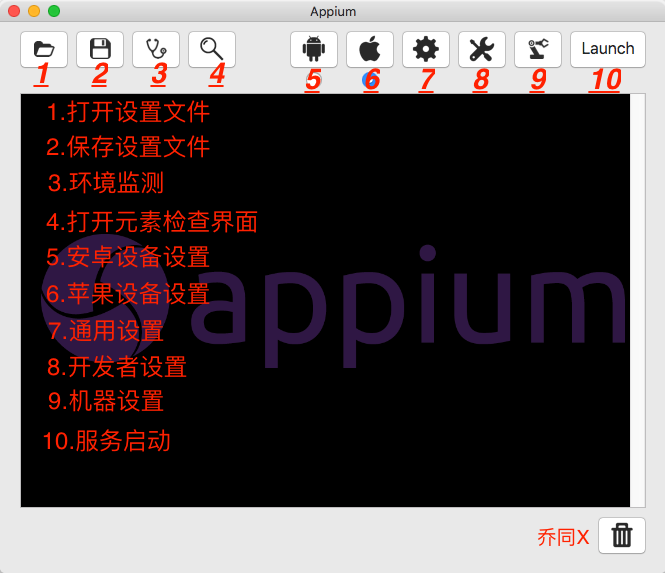 Appium
Launch
1 2 3 4 5 6 7 8 9 10
1.打开设置文件
2.保存设置文件
3.环境监测
4.打开元素检查界面
5.安卓设备设置
6.苹果设备设置
7.通用设置
8.开发者设置
9.机器设置
10.服务启动
appium
乔同X